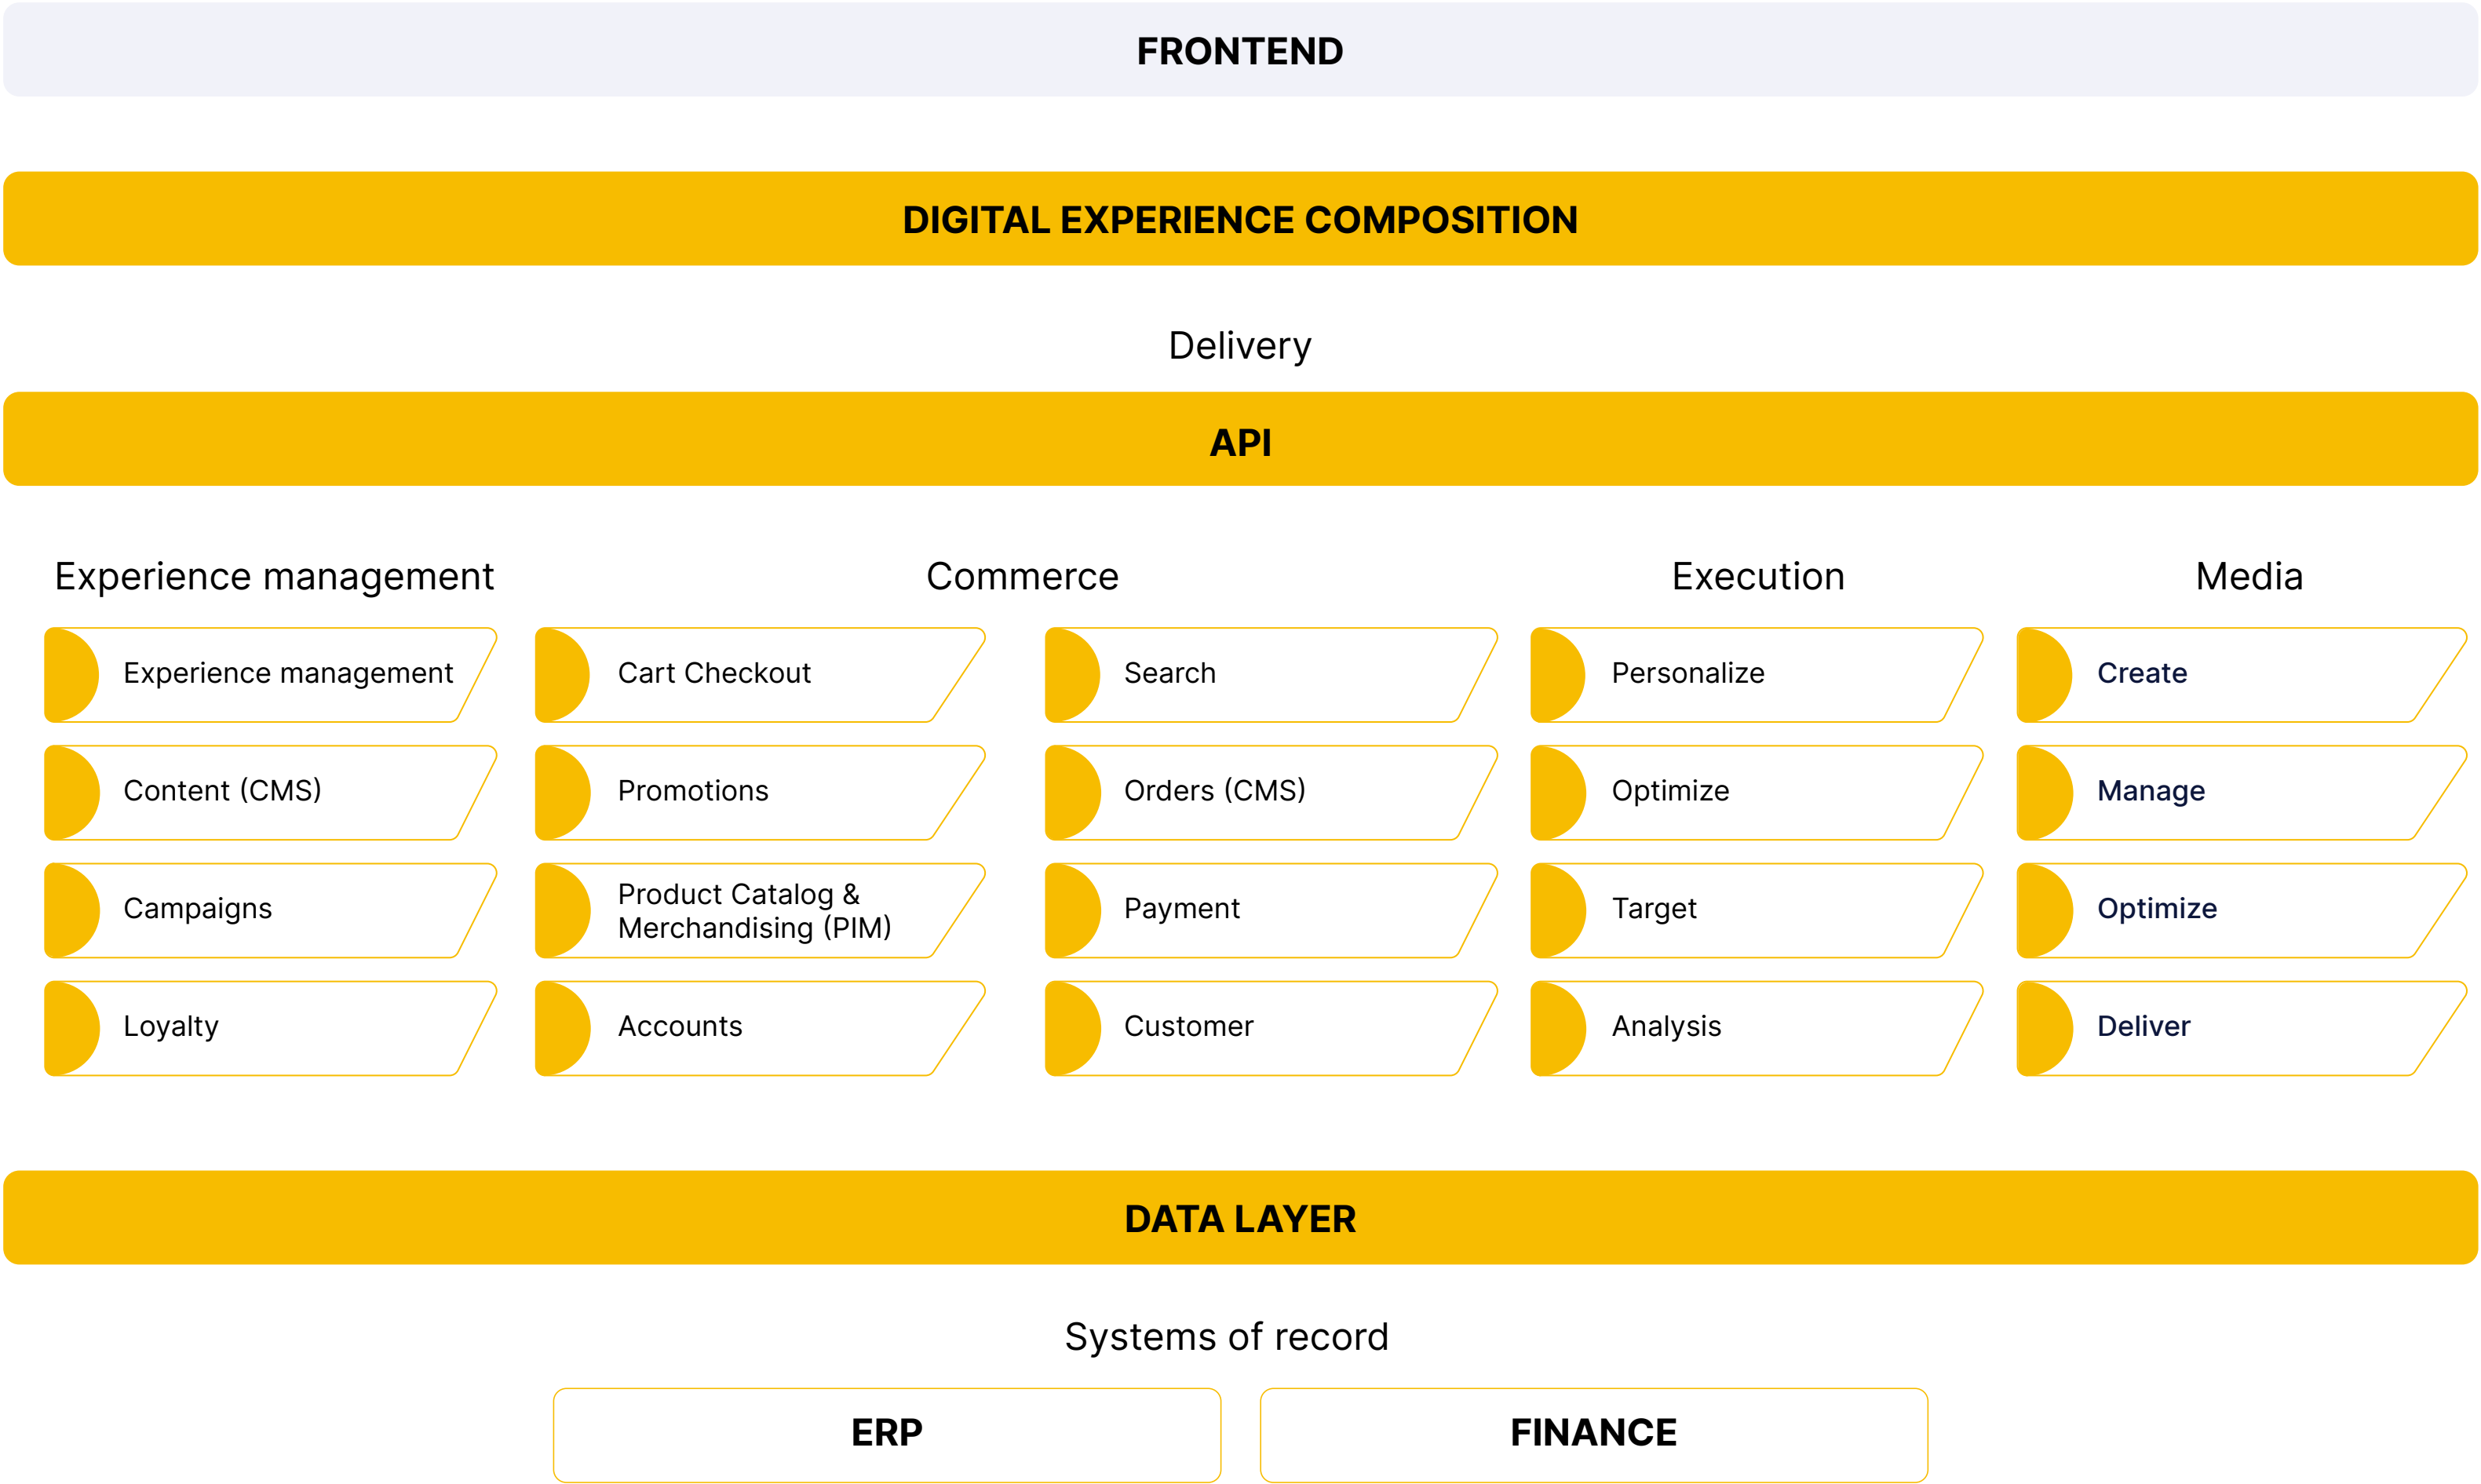 FRONTEND
DIGITAL EXPERIENCE COMPOSITION
Delivery
API
Experience management
Commerce
Execution
Media
Experience management
Cart Checkout
Search
Personalize
Create
Content (CMS)
Promotions
Orders (CMS)
Optimize
Manage
Campaigns
Product Catalog &
Merchandising (PIM)
Payment
Target
Optimize
Loyalty
Accounts
Customer
Analysis
Deliver
DATA LAYER
Systems of record
ERP
FINANCE